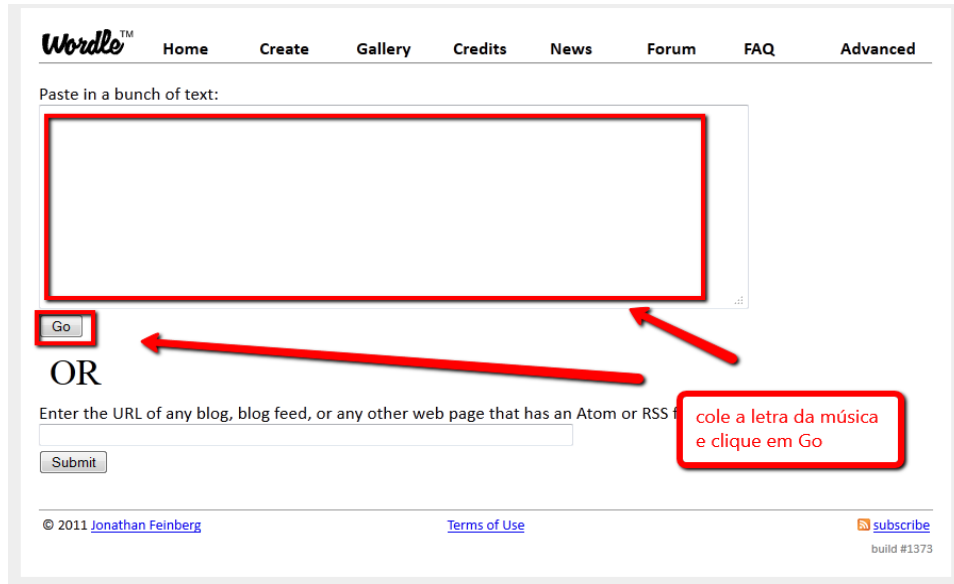 Wordle™ Home Create Gallery Credits News Forum FAQ Advanced
Paste in a bunch of text:
Go
OR
Enter the URL of any blog, blog feed, or any other web page that has an Atom or RSS
cole a letra da música
e clique em Go
Submit
© 2011 Jonathan Feinberg Terms of Use subscribe
build #1373